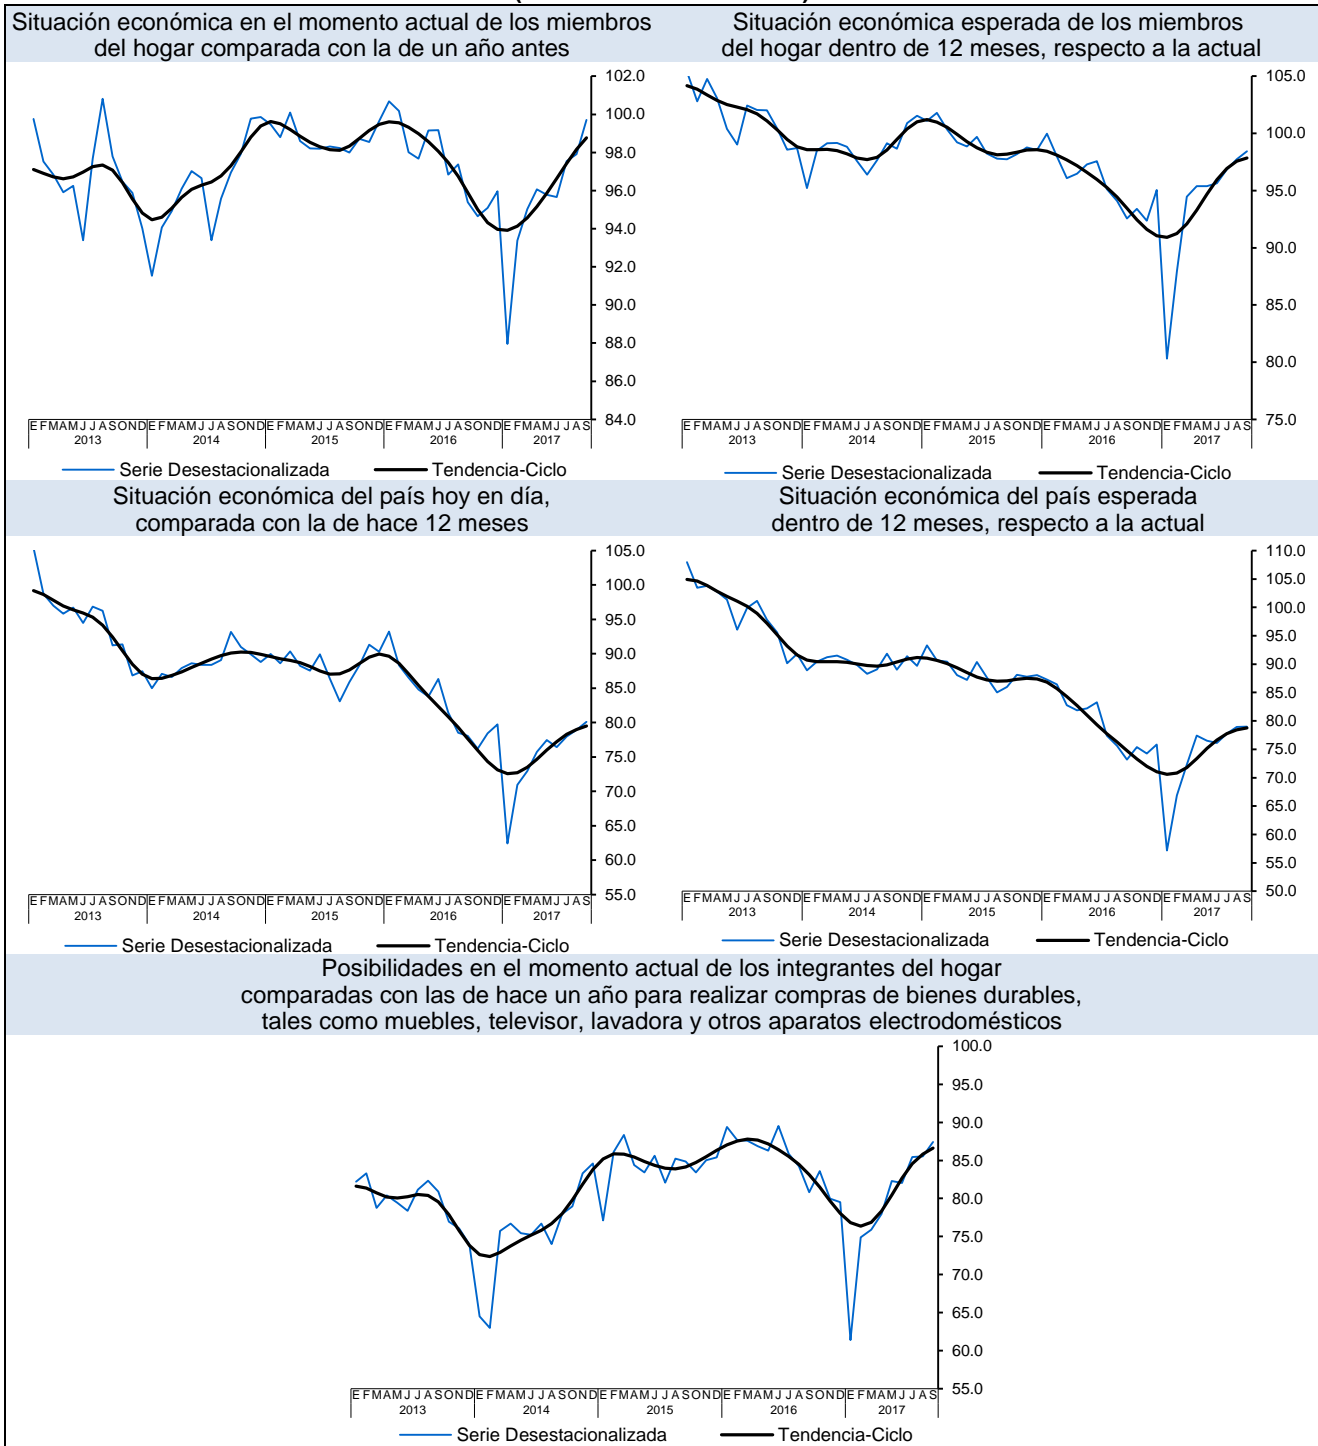 Situación económica en el momento actual de los miembros
del hogar comparada con la de un año antes
102.0
100.0
98.0
96.0
94.0
92.0
90.0
88.0
86.0
84.0
E F M A M J J A S O N D E F M A M J J A S O N D E F M A M J J A S O N D E F M A M J J A S O N D E F M A M J J A S
2013 2014 2015 2016 2017
Serie Desestacionalizada Tendencia-Ciclo
Situación económica esperada de los miembros
del hogar dentro de 12 meses, respecto a la actual
105.0
100.0
95.0
90.0
85.0
80.0
75.0
E F M A M J J A S O N D E F M A M J J A S O N D E F M A M J J A S O N D E F M A M J J A S O N D E F M A M J J A S
2013 2014 2015 2016 2017
Serie Desestacionalizada Tendencia-Ciclo
Situación económica del país hoy en día,
comparada con la de hace 12 meses
105.0
100.0
95.0
90.0
85.0
80.0
75.0
70.0
65.0
60.0
55.0
E F M A M J J A S O N D E F M A M J J A S O N D E F M A M J J A S O N D E F M A M J J A S O N D E F M A M J J A S
2013 2014 2015 2016 2017
Serie Desestacionalizada Tendencia-Ciclo
Situación económica del país esperada
dentro de 12 meses, respecto a la actual
110.0
105.0
100.0
95.0
90.0
85.0
80.0
75.0
70.0
65.0
60.0
55.0
50.0
E F M A M J J A S O N D E F M A M J J A S O N D E F M A M J J A S O N D E F M A M J J A S O N D E F M A M J J A S
2013 2014 2015 2016 2017
Serie Desestacionalizada Tendencia-Ciclo
Posibilidades en el momento actual de los integrantes del hogar
comparadas con las de hace un año para realizar compras de bienes durables,
tales como muebles, televisor, lavadora y otros aparatos electrodomésticos
100.0
95.0
90.0
85.0
80.0
75.0
70.0
65.0
60.0
55.0
E F M A M J J A S O N D E F M A M J J A S O N D E F M A M J J A S O N D E F M A M J J A S O N D E F M A M J J A S
2013 2014 2015 2016 2017
Serie Desestacionalizada Tendencia-Ciclo